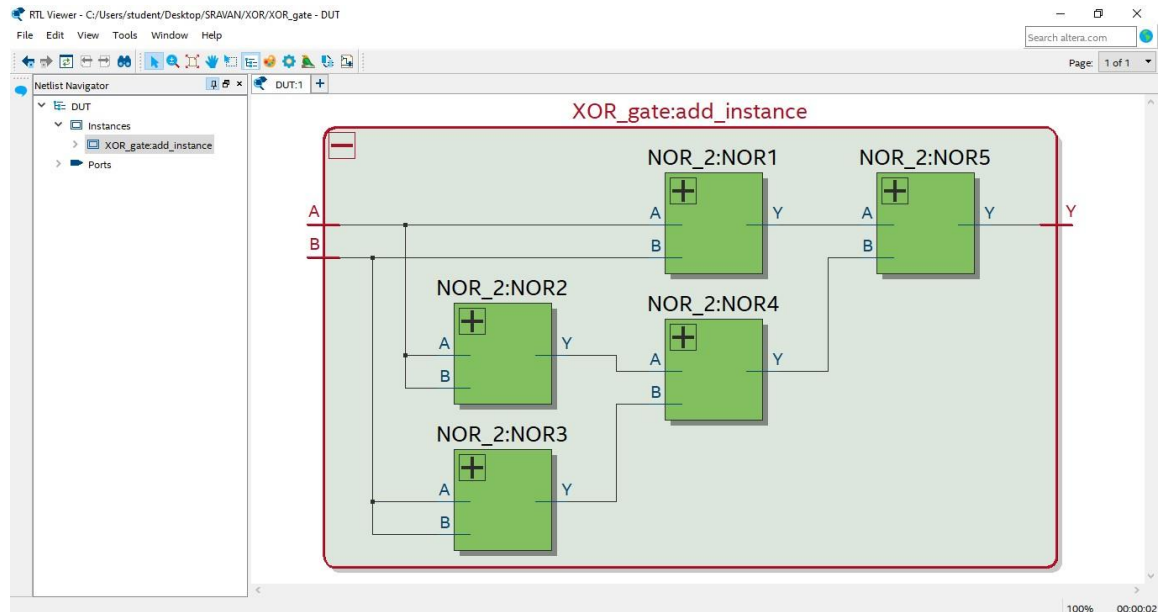 RTL Viewer - C:/Users/student/Desktop/SRAVAN/XOR/XOR_gate - DUT
File Edit View Tools Window Help
Search altera.com
Page: 1 of 1
Netlist Navigator
DUT:1
DUT
Instances
XOR_gate:add_instance
Ports
XOR_gate:add_instance
NOR_2:NOR1 NOR_2:NOR5
A A Y A Y Y
B B B
NOR_2:NOR2 NOR_2:NOR4
A Y
B A Y
B
NOR_2:NOR3
A Y
B
100% 00:00:02